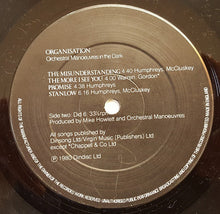 ORGANISATION
Orchestral Manoeuvres in the Dark
THE MISUNDERSTANDING 4.40 Humphreys, McCluskey
THE MORE I SEE YOU* 4.00 Warren, Gordon*
PROMISE 4.38 Humphreys
STANLOW 6.16 Humphreys, McCluskey
Side two Did 6 33⅓rpm
Produced by Mike Howlett and Orchestral Manoeuvres
All songs published by
Dinsong Ltd/Virgin Music (Publishers) Ltd
except *Chappell & Co Ltd
℗ 1980 Dindisc Ltd